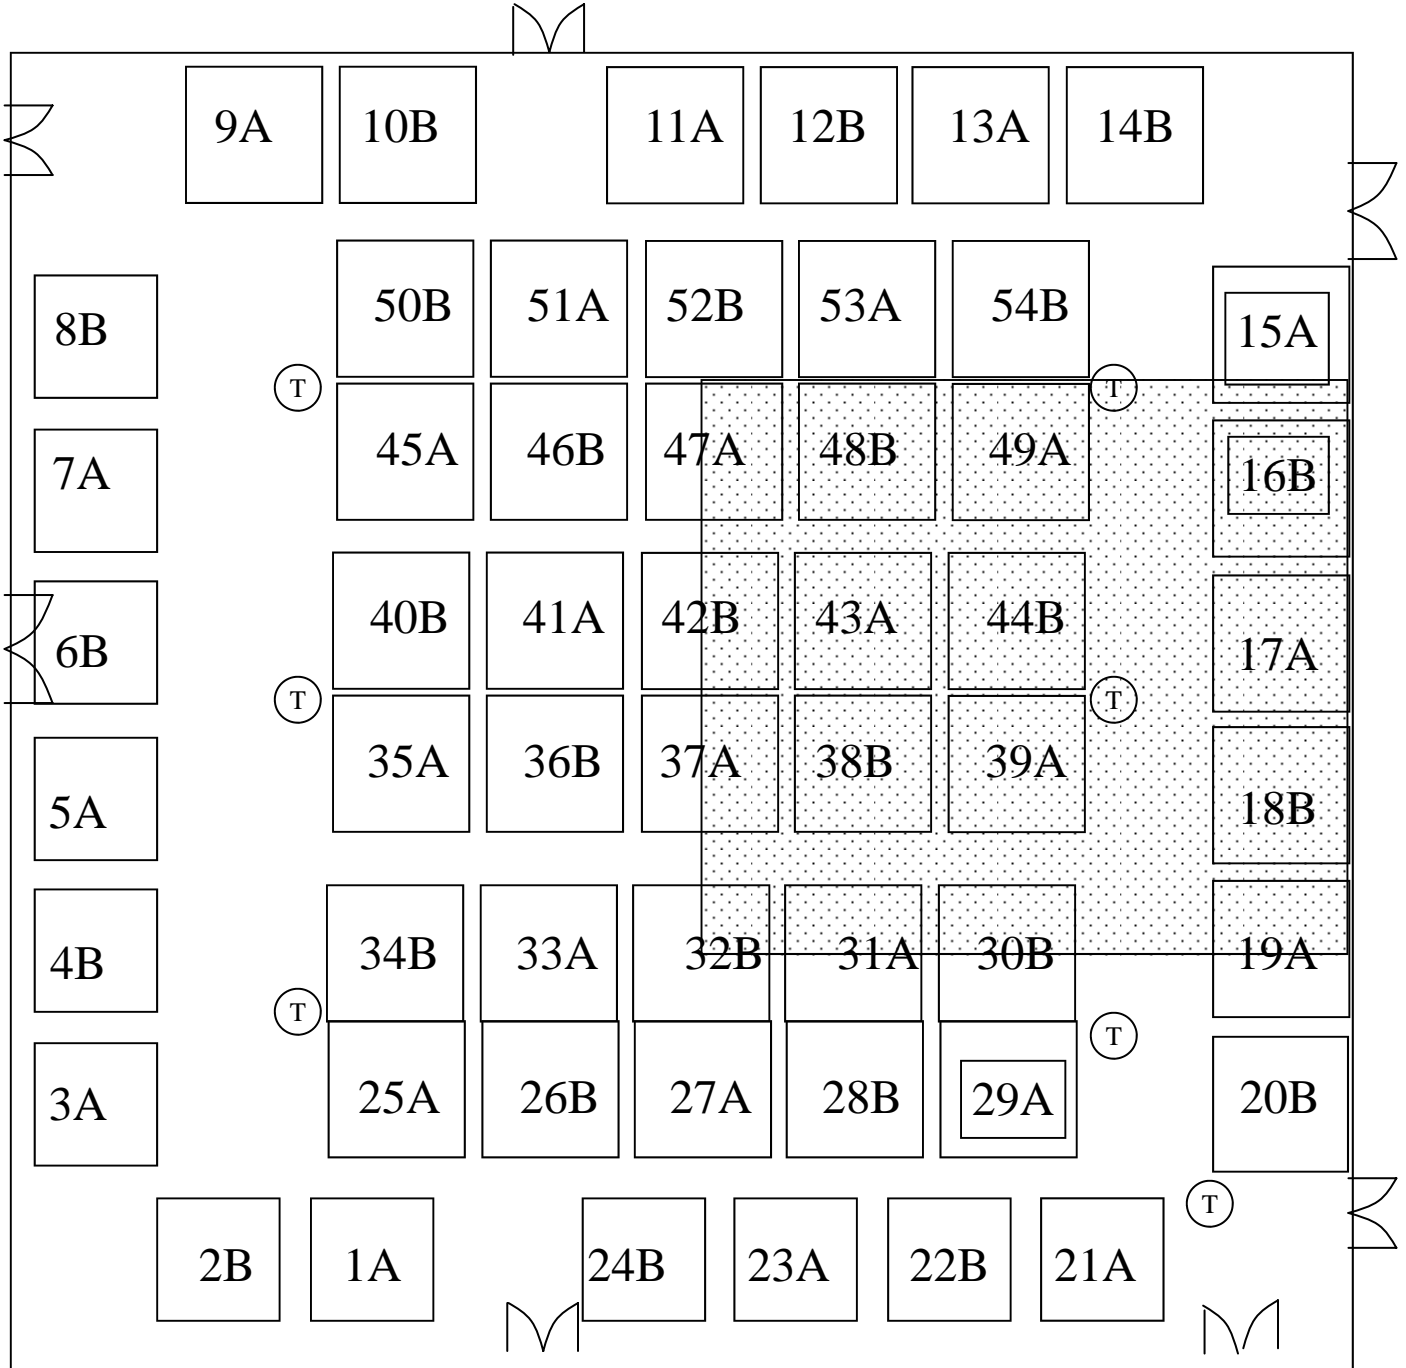 9A 10B 11A 12B 13A 14B
50B 51A 52B 53A 54B
8B 15A
T T
45A 46B 47A 48B 49A
7A 16B
40B 41A 42B 43A 44B
6B 17A
T T
35A 36B 37A 38B 39A
5A 18B
34B 33A 32B 31A 30B 19A
4B
T T
25A 26B 27A 28B 29A 20B
3A
T
2B 1A 24B 23A 22B 21A